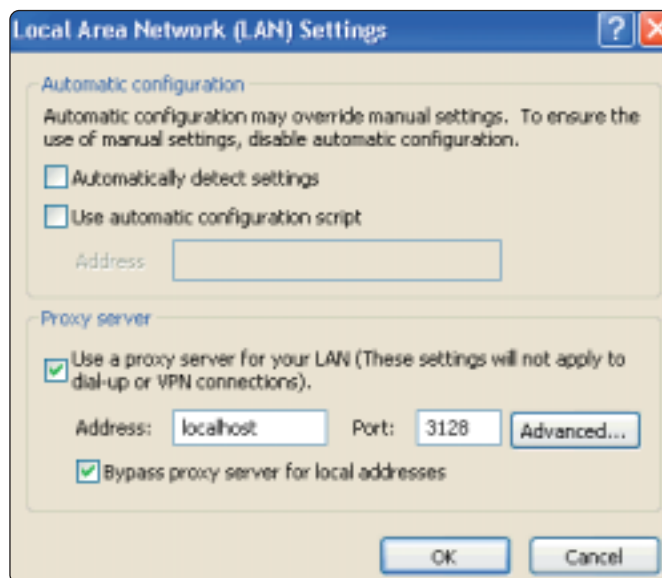 Local Area Network (LAN) Settings
Automatic configuration
Automatic configuration may override manual settings. To ensure the
use of manual settings, disable automatic configuration.
Automatically detect settings
Use automatic configuration script
Address
Proxy server
Use a proxy server for your LAN (These settings will not apply to
dial-up or VPN connections).
Address: localhost Port: 3128 Advanced...
Bypass proxy server for local addresses
OK Cancel